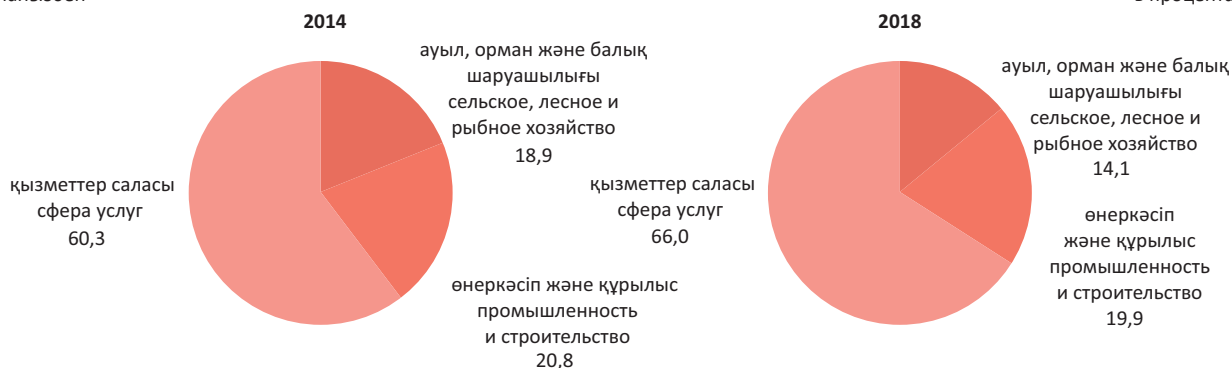 2014
ауыл, орман және балық
шаруашылығы
сельское, лесное и
рыбное хозяйство
18,9
қызметтер саласы
сфера услуг
60,3
өнеркәсіп және құрылыс
промышленность
и строительство
20,8
2018
ауыл, орман және балық
шаруашылығы
сельское, лесное и
рыбное хозяйство
14,1
қызметтер саласы
сфера услуг
66,0
өнеркәсіп
және құрылыс
промышленность
и строительство
19,9